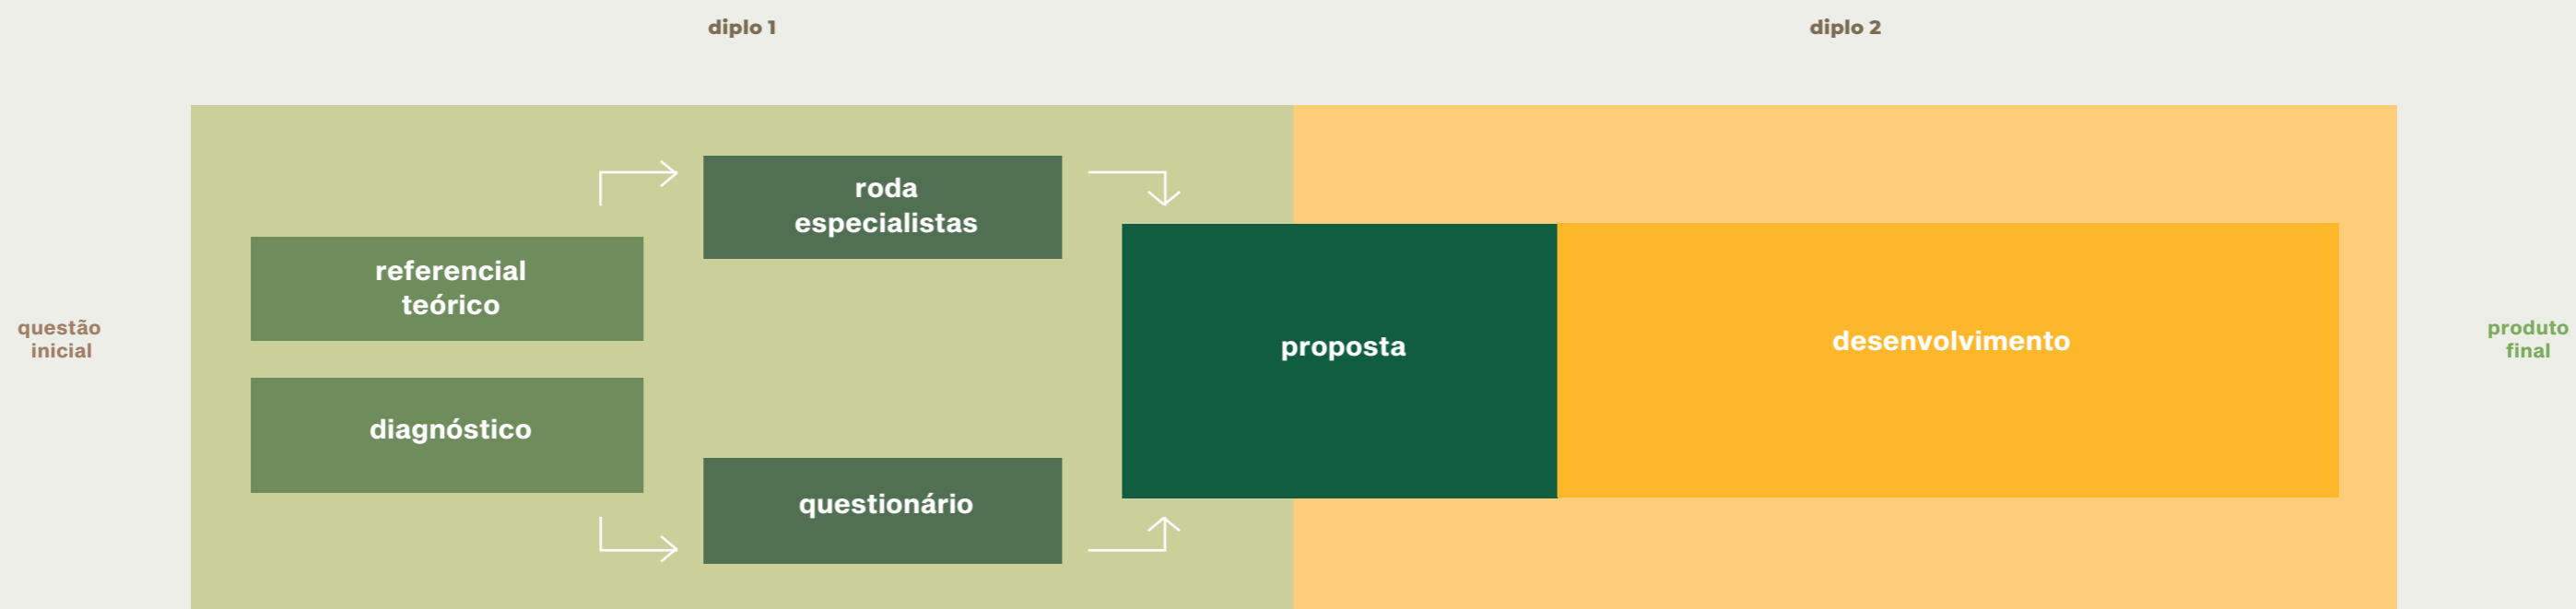 diplo 1
diplo 2
questão
inicial
referencial
teórico
diagnóstico
roda
especialistas
questionário
proposta
desenvolvimento
produto
final